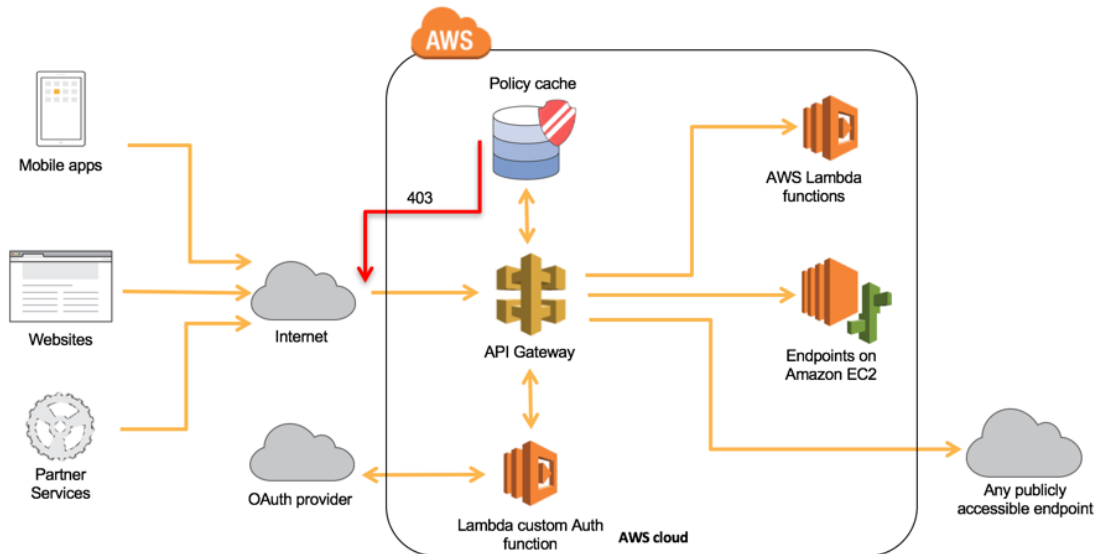 AWS
Policy cache
Mobile apps
403
AWS Lambda
functions
Websites
Internet
API Gateway
Endpoints on
Amazon EC2
Partner
Services
OAuth provider
Lambda custom Auth
function
AWS cloud
Any publicly
accessible endpoint